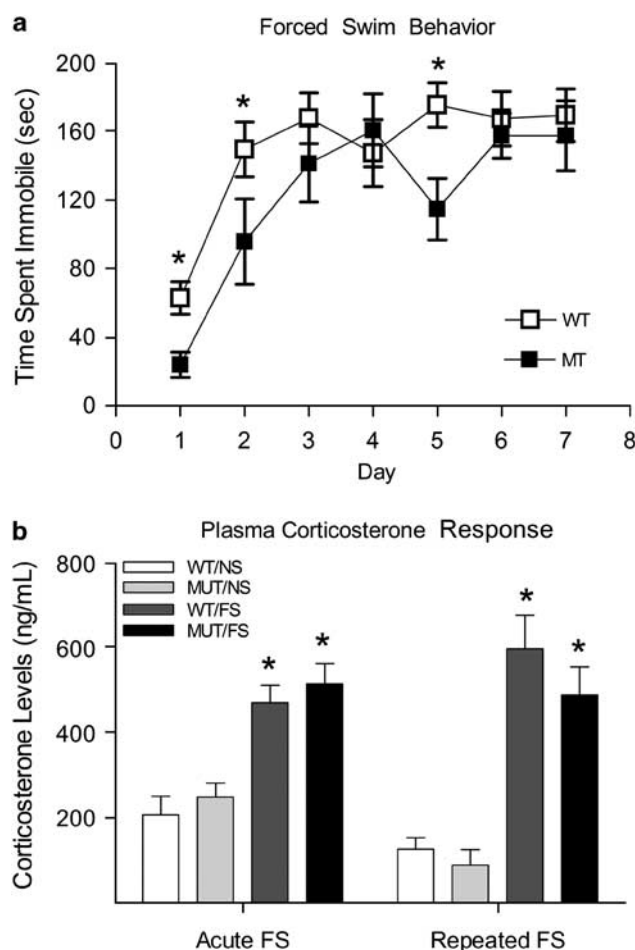 a
Forced Swim Behavior
Time Spent Immobile (sec)
200
160
120
80
40
0
*
*
*
WT
MT
0 1 2 3 4 5 6 7 8
Day
b
Plasma Corticosterone Response
Corticosterone Levels (ng/mL)
800
600
400
200
WT/NS
MUT/NS
WT/FS
MUT/FS
* * * *
Acute FS Repeated FS